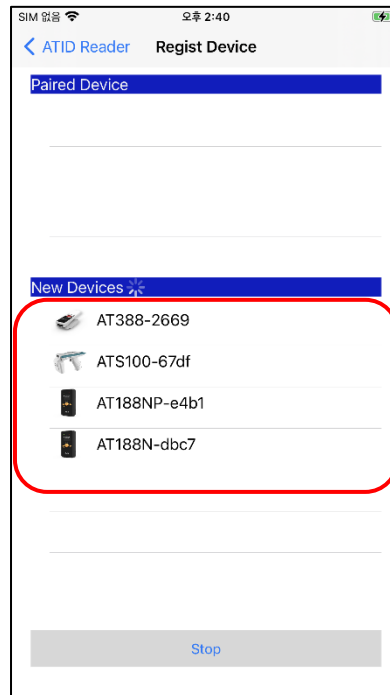 SIM 없음 오후 2:40
ATID Reader Regist Device
Paired Device
New Devices
AT388-2669
ATS100-67df
AT188NP-e4b1
AT188N-dbc7
Stop